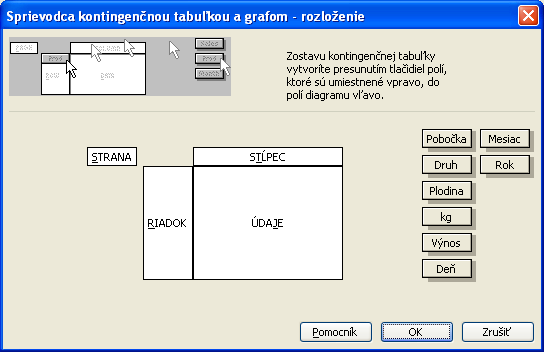 Sprievodca kontingenčnou tabuľkou a grafom - rozloženie
Zostavu kontingenčnej tabuľky
vytvoríte presunutím tlačidiel polí,
ktoré sú umiestnené vpravo, do
polí diagramu vľavo.
STRANA
STĹPEC
RIADOK
ÚDAJE
Pobočka
Mesiac
Druh
Rok
Plodina
kg
Výnos
Deň
Pomocník
OK
Zrušiť